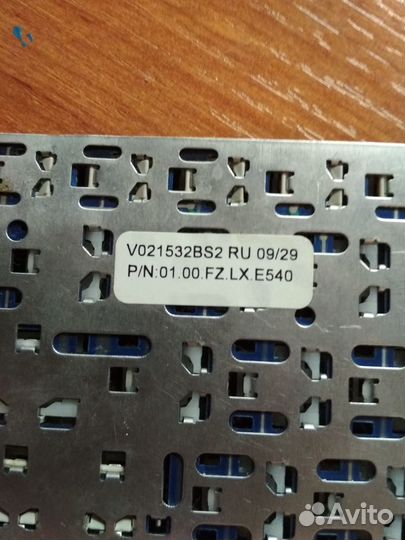 V021532BS2 RU 09/29
P/N:01.00.FZ.LX.E540
Avito